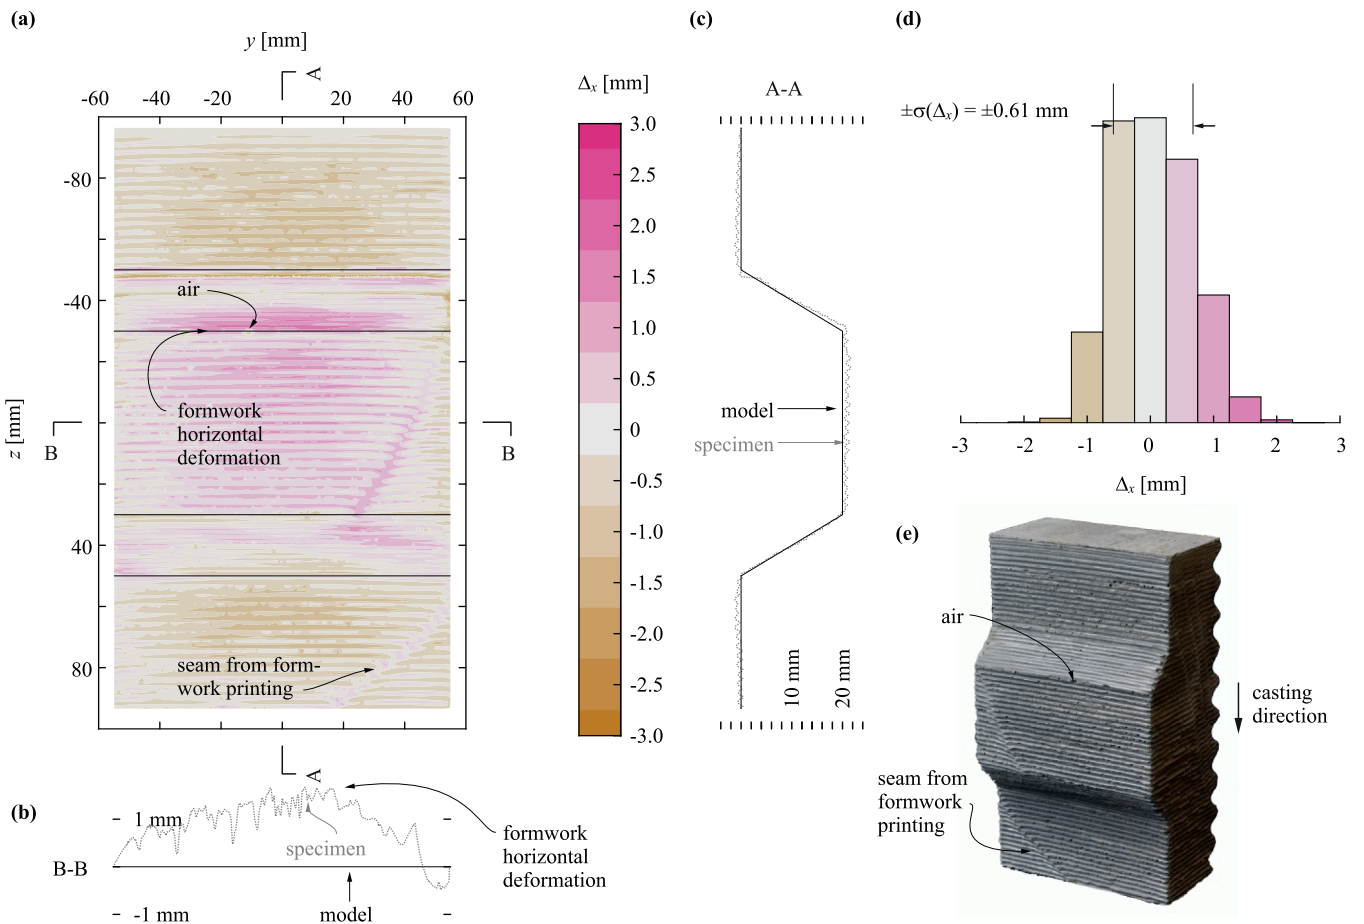 (a)
y [mm]
A
-60
-40
-20
20
40
60
-80
-40
z [mm]
40
80
air
formwork
horizontal
deformation
B
B
seam from form-
work printing
A
Δx [mm]
3.0
2.0
1.5
1.0
0.5
0
-0.5
-1.0
-1.5
-2.0
-2.5
-3.0
(b)
1 mm
B-B
-1 mm
specimen
model
formwork
horizontal
deformation
(c)
A-A
model
specimen
10 mm
20 mm
(d)
±σ(Δx) = ±0.61 mm
-3
-2
-1
0
1
2
3
Δx [mm]
(e)
air
seam from
formwork
printing
casting
direction